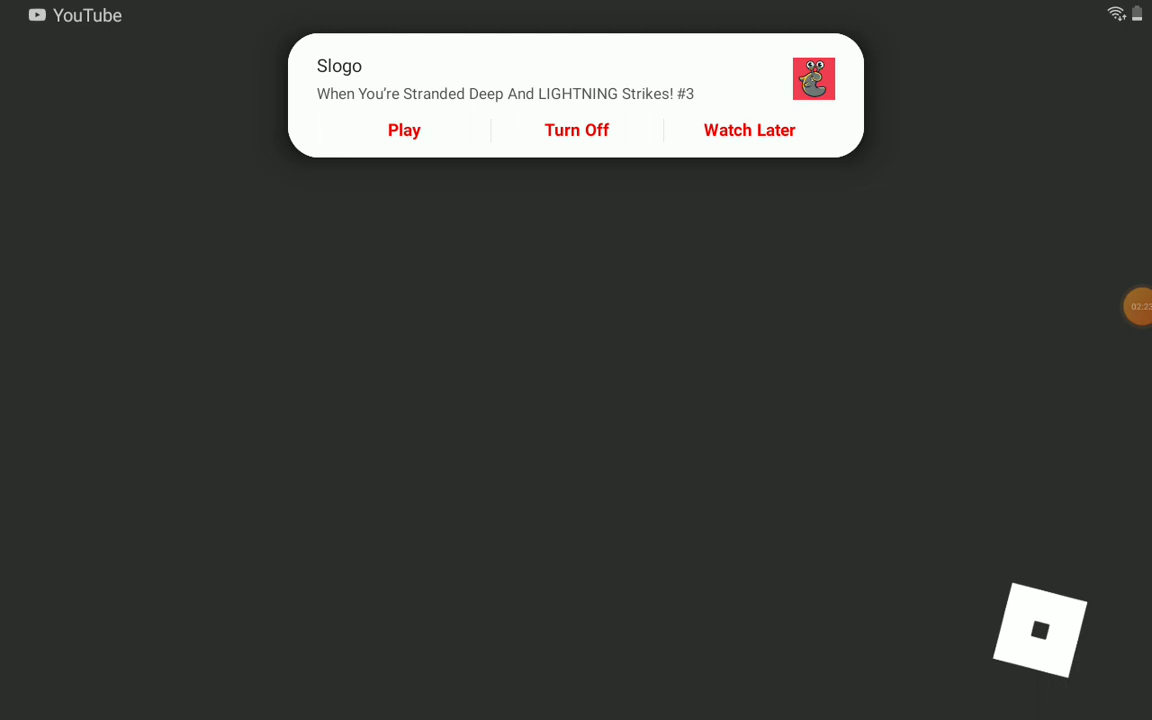 YouTube
Slogo
When You're Stranded Deep And LIGHTNING Strikes! #3
Play
Turn Off
Watch Later